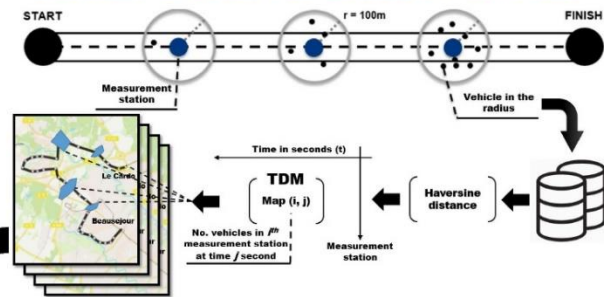 START
r = 100m
FINISH
Measurement
station
Vehicle in the
radius
Time in seconds (t)
Le Cardo
Beausejour
TDM
Map (i, j)
Haversine
distance
No. vehicles in iᵗʰ
measurement station
at time j second
Measurement
station